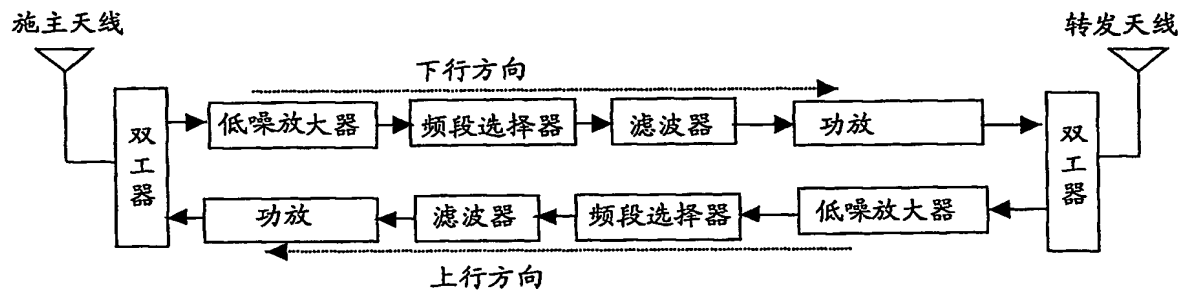 施主天线
转发天线
下行方向
双工器
低噪放大器
频段选择器
滤波器
功放
双工器
功放
滤波器
频段选择器
低噪放大器
上行方向